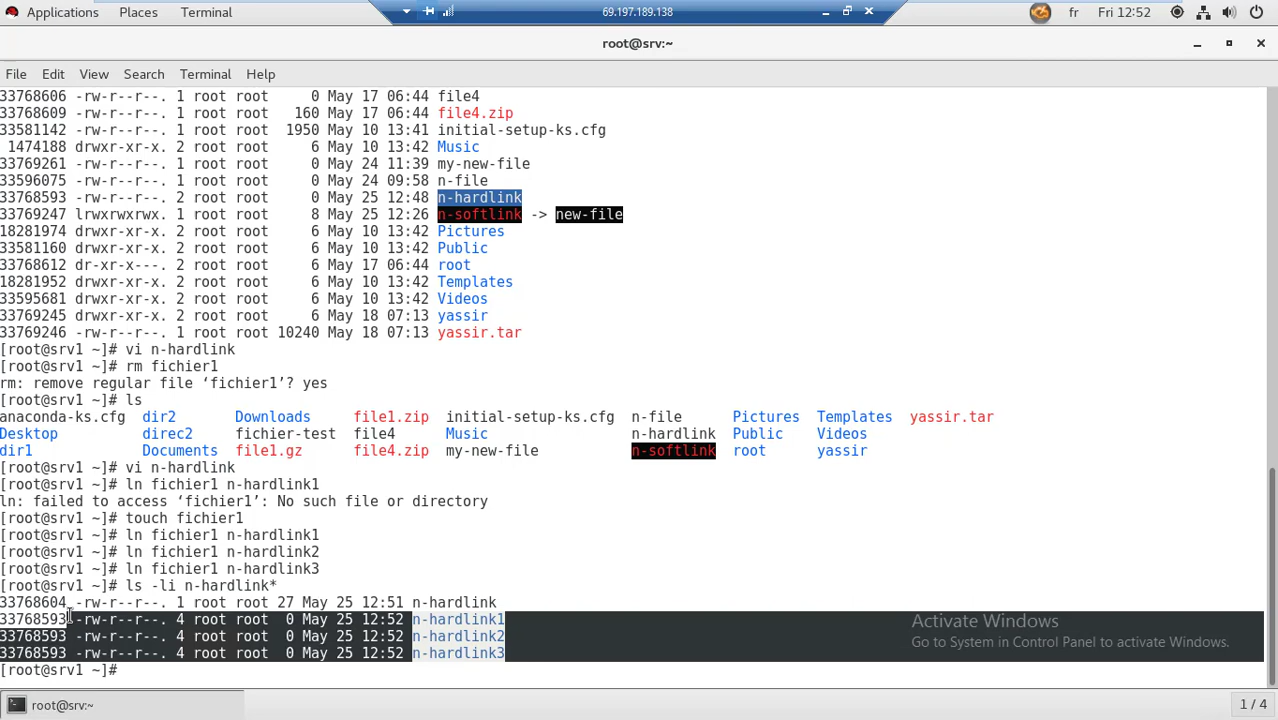 Applications Places Terminal 69.197.189.138 fr Fri 12:52
root@srv:~
File Edit View Search Terminal Help
33768606 -rw-r--r--. 1 root root 0 May 17 06:44 file4
33768609 -rw-r--r--. 1 root root 160 May 17 06:44 file4.zip
33581142 -rw-r--r--. 1 root root 1950 May 10 13:41 initial-setup-ks.cfg
1474188 drwxr-xr-x. 2 root root 6 May 10 13:42 Music
33769261 -rw-r--r--. 1 root root 0 May 24 11:39 my-new-file
33596075 -rw-r--r--. 1 root root 0 May 24 09:58 n-file
33768593 -rw-r--r--. 2 root root 0 May 25 12:48 n-hardlink
33769247 lrwxrwxrwx. 1 root root 8 May 25 12:26 n-softlink -> new-file
18281974 drwxr-xr-x. 2 root root 6 May 10 13:42 Pictures
33581160 drwxr-xr-x. 2 root root 6 May 10 13:42 Public
33768612 dr-xr-x---. 2 root root 6 May 17 06:44 root
18281952 drwxr-xr-x. 2 root root 6 May 10 13:42 Templates
33595681 drwxr-xr-x. 2 root root 6 May 10 13:42 Videos
33769245 drwxr-xr-x. 2 root root 6 May 18 07:13 yassir
33769246 -rw-r--r--. 1 root root 10240 May 18 07:13 yassir.tar
[root@srv1 ~]# vi n-hardlink
[root@srv1 ~]# rm fichier1
rm: remove regular file ‘fichier1’? yes
[root@srv1 ~]# ls
anaconda-ks.cfg dir2 Downloads file1.zip initial-setup-ks.cfg n-file Pictures Templates yassir.tar
Desktop direc2 fichier-test file4 Music n-hardlink Public Videos
dir1 Documents file1.gz file4.zip my-new-file n-softlink root yassir
[root@srv1 ~]# vi n-hardlink
[root@srv1 ~]# ln fichier1 n-hardlink1
ln: failed to access ‘fichier1’: No such file or directory
[root@srv1 ~]# touch fichier1
[root@srv1 ~]# ln fichier1 n-hardlink1
[root@srv1 ~]# ln fichier1 n-hardlink2
[root@srv1 ~]# ln fichier1 n-hardlink3
[root@srv1 ~]# ls -li n-hardlink*
33768604 -rw-r--r--. 1 root root 27 May 25 12:51 n-hardlink
33768593 -rw-r--r--. 4 root root 0 May 25 12:52 n-hardlink1
33768593 -rw-r--r--. 4 root root 0 May 25 12:52 n-hardlink2
33768593 -rw-r--r--. 4 root root 0 May 25 12:52 n-hardlink3
[root@srv1 ~]#
Activate Windows
Go to System in Control Panel to activate Windows.
root@srv:~ 1 / 4